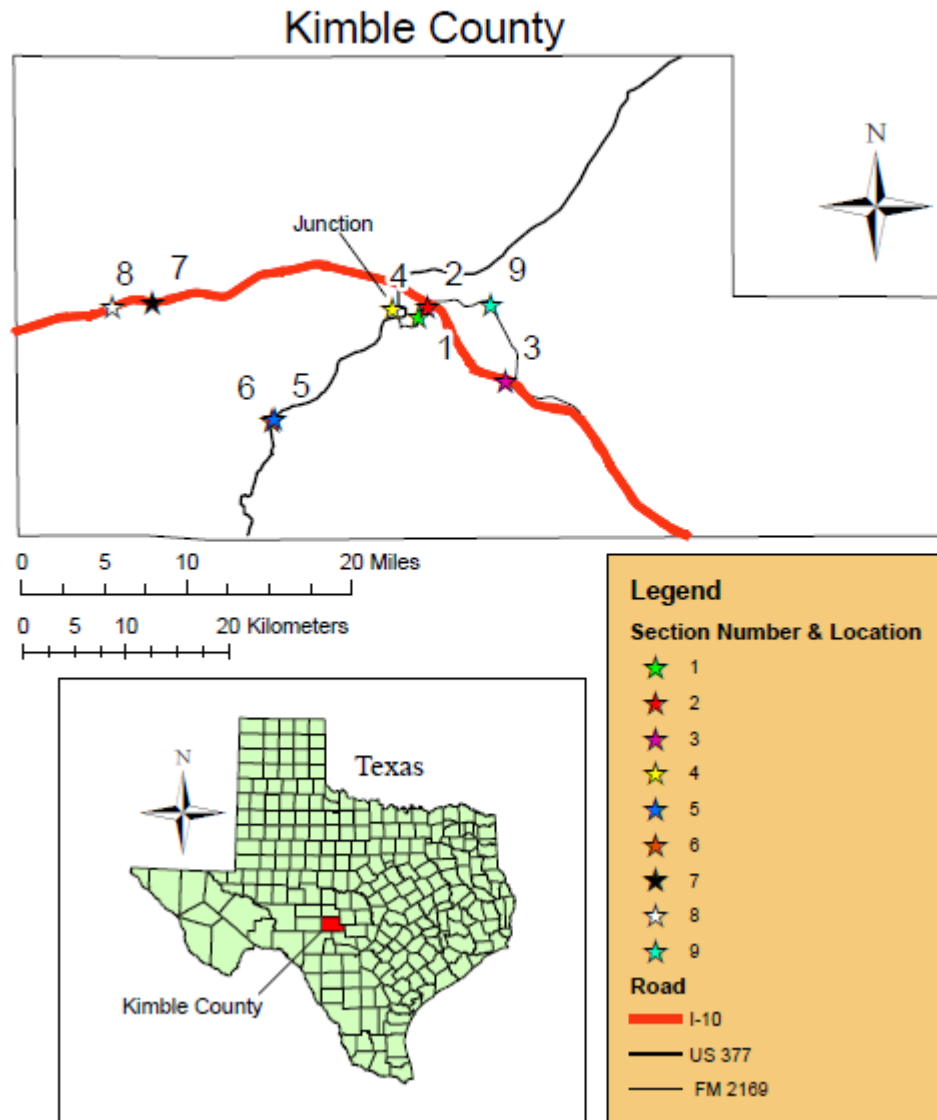 Kimble County
N
Junction
8 7 4 2 9
1 3
6 5
0 5 10 20 Miles
0 5 10 20 Kilometers
Legend
Section Number & Location
1
2
3
4
5
6
7
8
9
Road
I-10
US 377
FM 2169
N
Texas
Kimble County